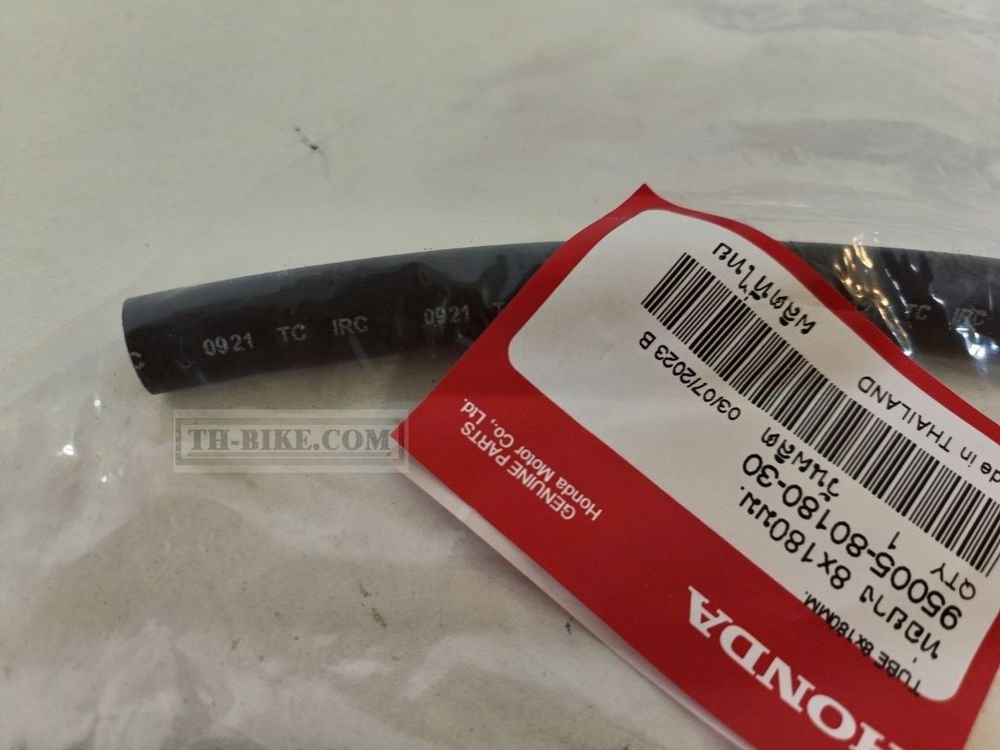 C 0921 TC IRC 0921 T
TC IRC
TH-BIKE.COM
HONDA
GENUINE PARTS
Honda Motor Co., Ltd.
TUBE 8x180MM.
ท่อยาง 8x180มม.
95005-80180-30
QTY 1
วันผลิต 03/07/2023 B
ผลิตที่ไทย
de in THAILAND